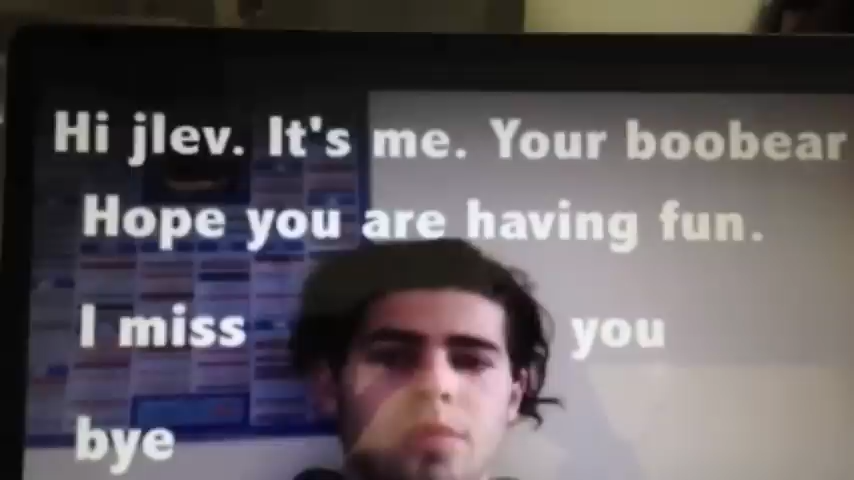 Hi jlev. It's me. Your boobear
Hope you are having fun.
I miss you
bye